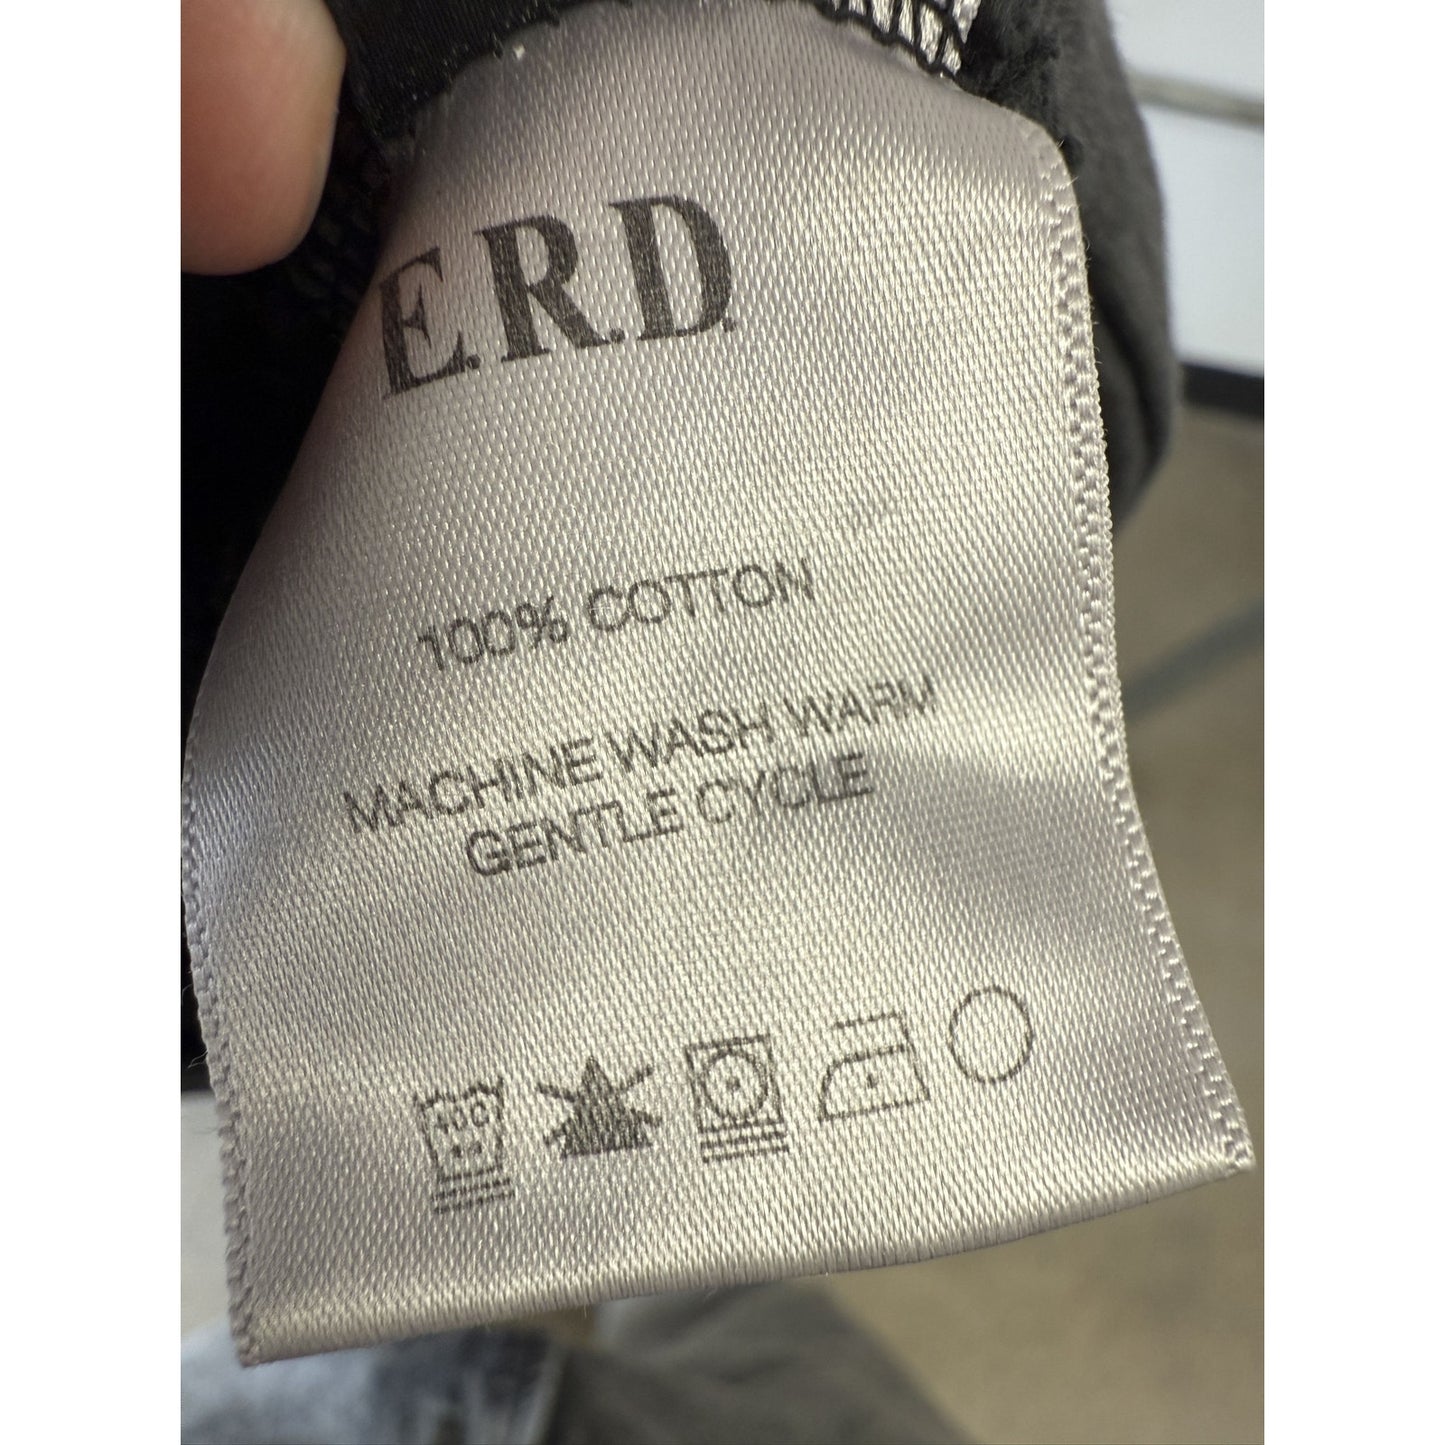 E.R.D.
100% COTTON
MACHINE WASH WARM
GENTLE CYCLE